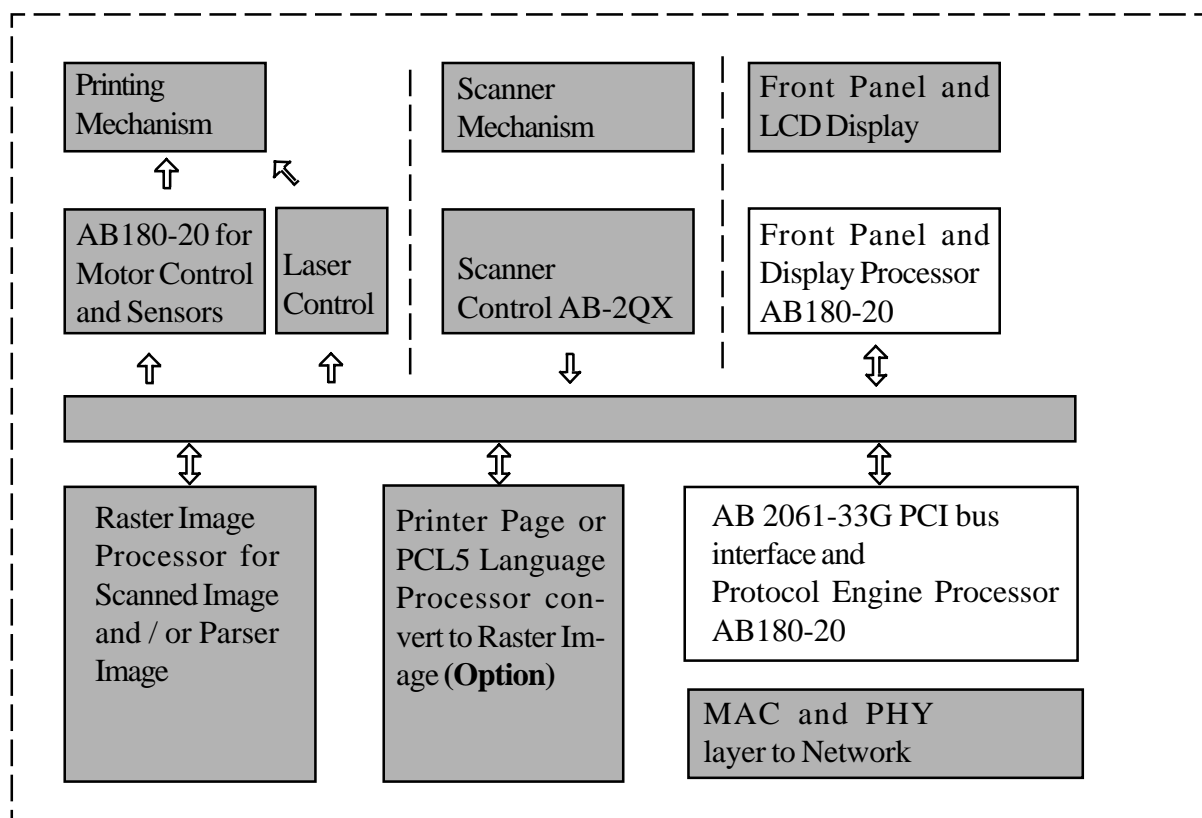 Printing
Mechanism
Scanner
Mechanism
Front Panel and
LCD Display
AB180-20 for
Motor Control
and Sensors
Laser
Control
Scanner
Control AB-2QX
Front Panel and
Display Processor
AB180-20
Raster Image
Processor for
Scanned Image
and / or Parser
Image
Printer Page or
PCL5 Language
Processor con-
vert to Raster Im-
age (Option)
AB 2061-33G PCI bus
interface and
Protocol Engine Processor
AB180-20
MAC and PHY
layer to Network